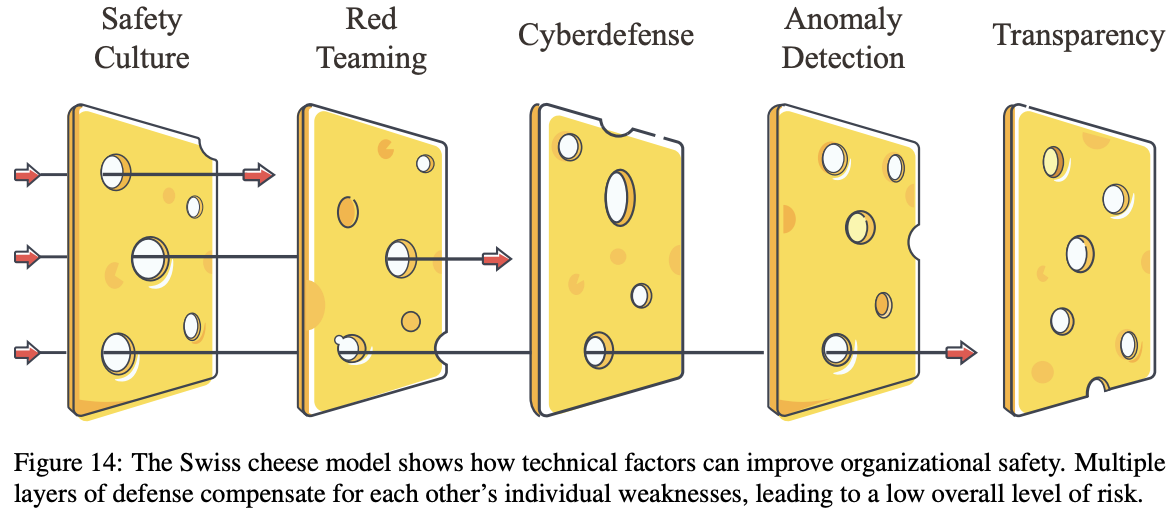 Safety
Culture
Red
Teaming
Cyberdefense
Anomaly
Detection
Transparency
Figure 14: The Swiss cheese model shows how technical factors can improve organizational safety. Multiple
layers of defense compensate for each other's individual weaknesses, leading to a low overall level of risk.